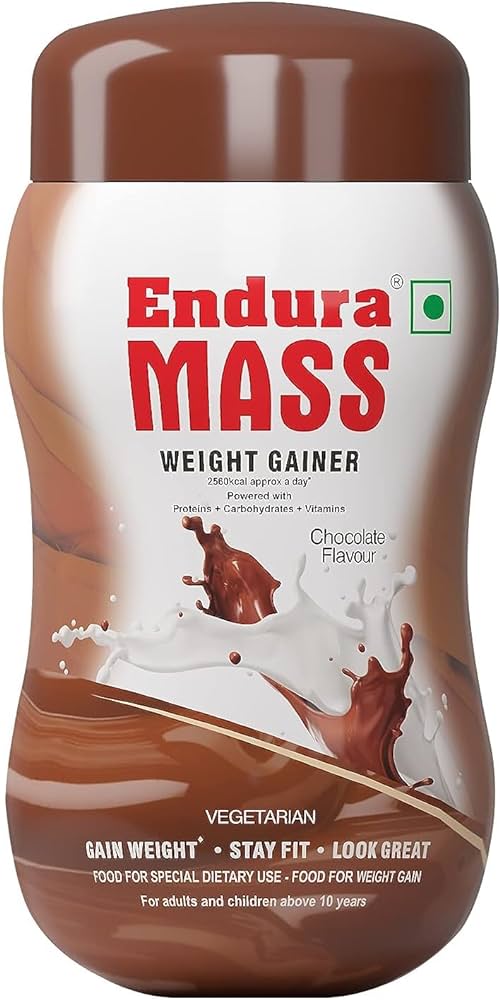 Endura®
MASS
WEIGHT GAINER
2560kcal approx a day*
Powered with
Proteins + Carbohydrates + Vitamins
Chocolate
Flavour
VEGETARIAN
GAIN WEIGHT♦ • STAY FIT • LOOK GREAT
FOOD FOR SPECIAL DIETARY USE - FOOD FOR WEIGHT GAIN
For adults and children above 10 years